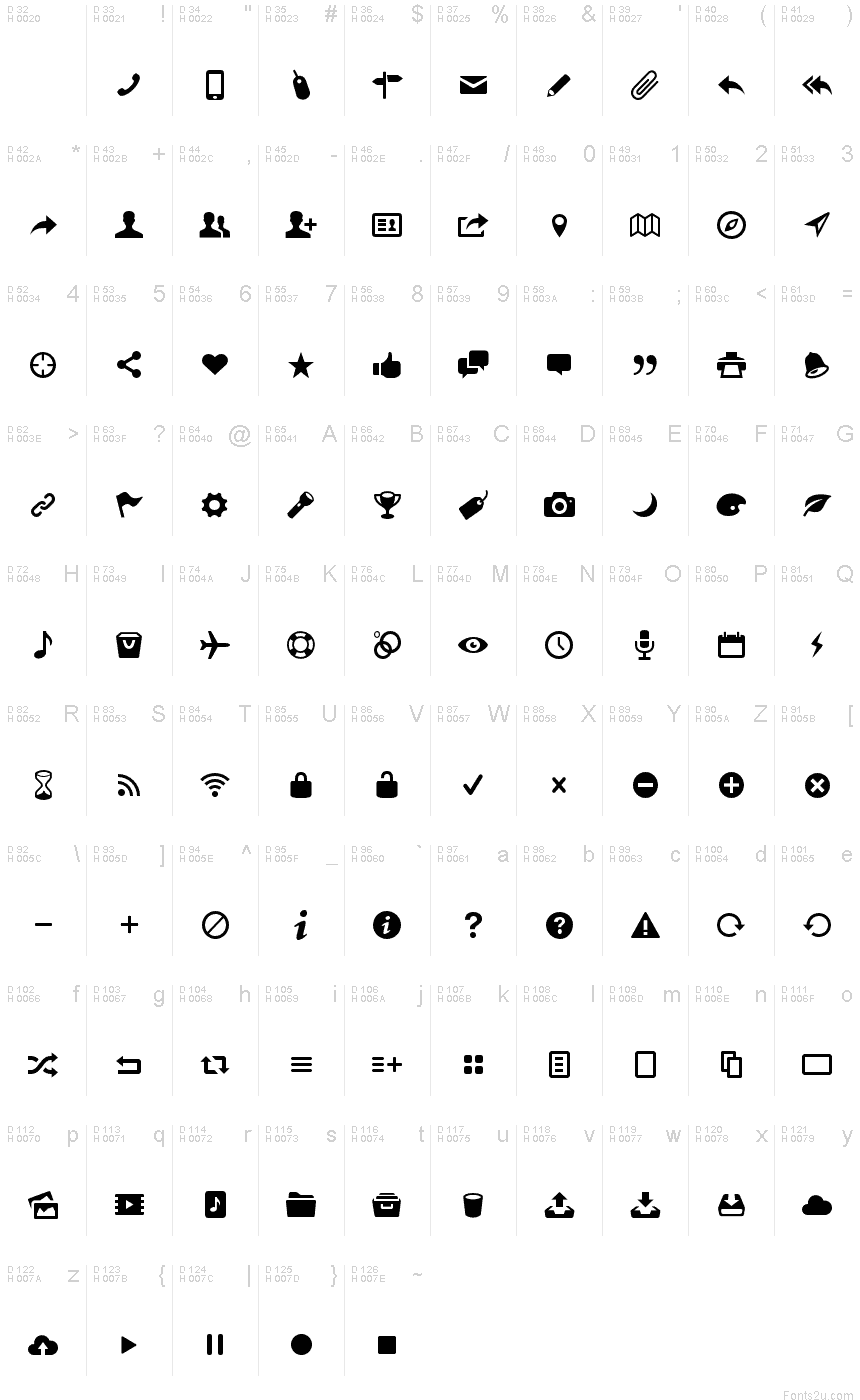 D 32 D 33 ! D 34 " D 35 # D 36 $ D 37 % D 38 & D 39 ' D 40 ( D 41 )
H 0020 H 0021 H 0022 H 0023 H 0024 H 0025 H 0026 H 0027 H 0028 H 0029
D 42 * D 43 + D 44 , D 45 - D 46 . D 47 / D 48 0 D 49 1 D 50 2 D 51 3
H 002A H 002B H 002C H 002D H 002E H 002F H 0030 H 0031 H 0032 H 0033
D 52 4 D 53 5 D 54 6 D 55 7 D 56 8 D 57 9 D 58 : D 59 ; D 60 < D 61 =
H 0034 H 0035 H 0036 H 0037 H 0038 H 0039 H 003A H 003B H 003C H 003D
D 62 > D 63 ? D 64 @ D 65 A D 66 B D 67 C D 68 D D 69 E D 70 F D 71 G
H 003E H 003F H 0040 H 0041 H 0042 H 0043 H 0044 H 0045 H 0046 H 0047
D 72 H D 73 I D 74 J D 75 K D 76 L D 77 M D 78 N D 79 O D 80 P D 81 Q
H 0048 H 0049 H 004A H 004B H 004C H 004D H 004E H 004F H 0050 H 0051
D 82 R D 83 S D 84 T D 85 U D 86 V D 87 W D 88 X D 89 Y D 90 Z D 91 [
H 0052 H 0053 H 0054 H 0055 H 0056 H 0057 H 0058 H 0059 H 005A H 005B
D 92 \ D 93 ] D 94 ^ D 95 _ D 96 ` D 97 a D 98 b D 99 c D 100 d D 101 e
H 005C H 005D H 005E H 005F H 0060 H 0061 H 0062 H 0063 H 0064 H 0065
D 102 f D 103 g D 104 h D 105 i D 106 j D 107 k D 108 l D 109 m D 110 n D 111 o
H 0066 H 0067 H 0068 H 0069 H 006A H 006B H 006C H 006D H 006E H 006F
D 112 p D 113 q D 114 r D 115 s D 116 t D 117 u D 118 v D 119 w D 120 x D 121 y
H 0070 H 0071 H 0072 H 0073 H 0074 H 0075 H 0076 H 0077 H 0078 H 0079
D 122 z D 123 { D 124 | D 125 } D 126 ~
H 007A H 007B H 007C H 007D H 007E
Fonts2u.com